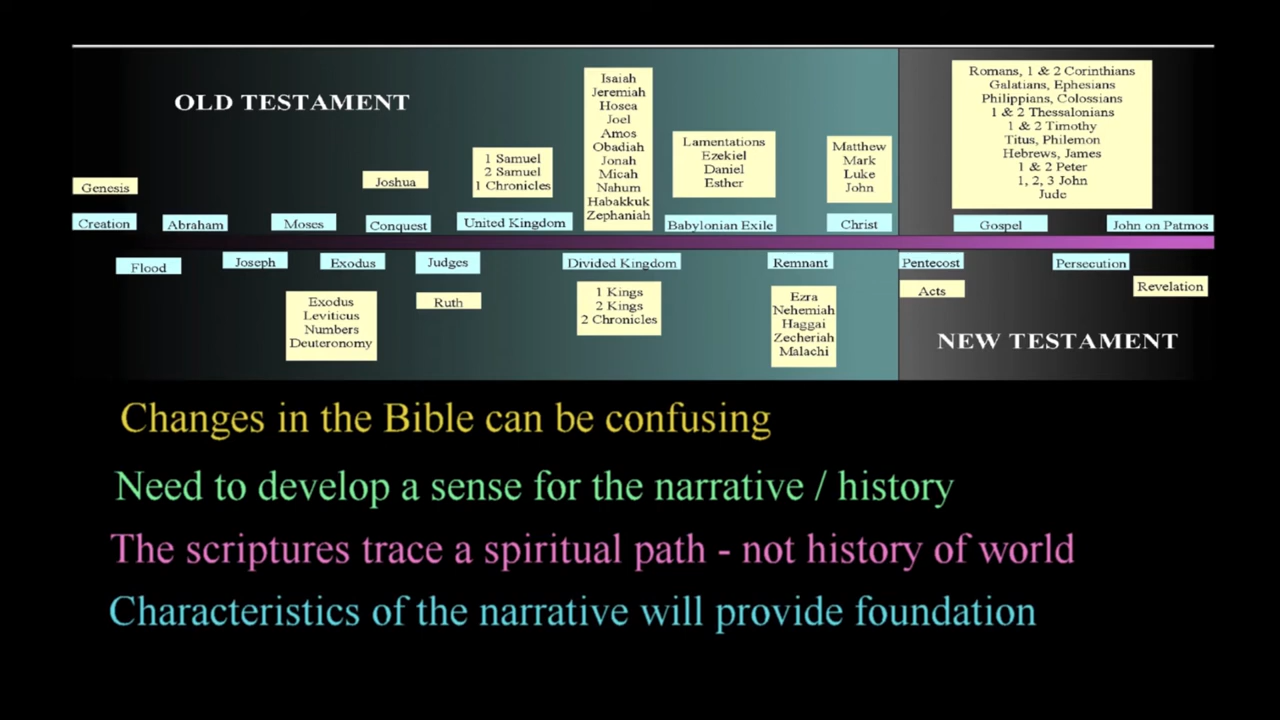 OLD TESTAMENT
Genesis
Joshua
1 Samuel
2 Samuel
1 Chronicles
Isaiah
Jeremiah
Hosea
Joel
Amos
Obadiah
Jonah
Micah
Nahum
Habakkuk
Zephaniah
Lamentations
Ezekiel
Daniel
Esther
Matthew
Mark
Luke
John
Romans, 1 & 2 Corinthians
Galatians, Ephesians
Philippians, Colossians
1 & 2 Thessalonians
1 & 2 Timothy
Titus, Philemon
Hebrews, James
1 & 2 Peter
1, 2, 3 John
Jude
Creation
Abraham
Moses
Conquest
United Kingdom
Babylonian Exile
Christ
Gospel
John on Patmos
Flood
Joseph
Exodus
Judges
Divided Kingdom
Remnant
Pentecost
Persecution
Exodus
Leviticus
Numbers
Deuteronomy
Ruth
1 Kings
2 Kings
2 Chronicles
Ezra
Nehemiah
Haggai
Zecheriah
Malachi
Acts
Revelation
NEW TESTAMENT
Changes in the Bible can be confusing
Need to develop a sense for the narrative / history
The scriptures trace a spiritual path - not history of world
Characteristics of the narrative will provide foundation